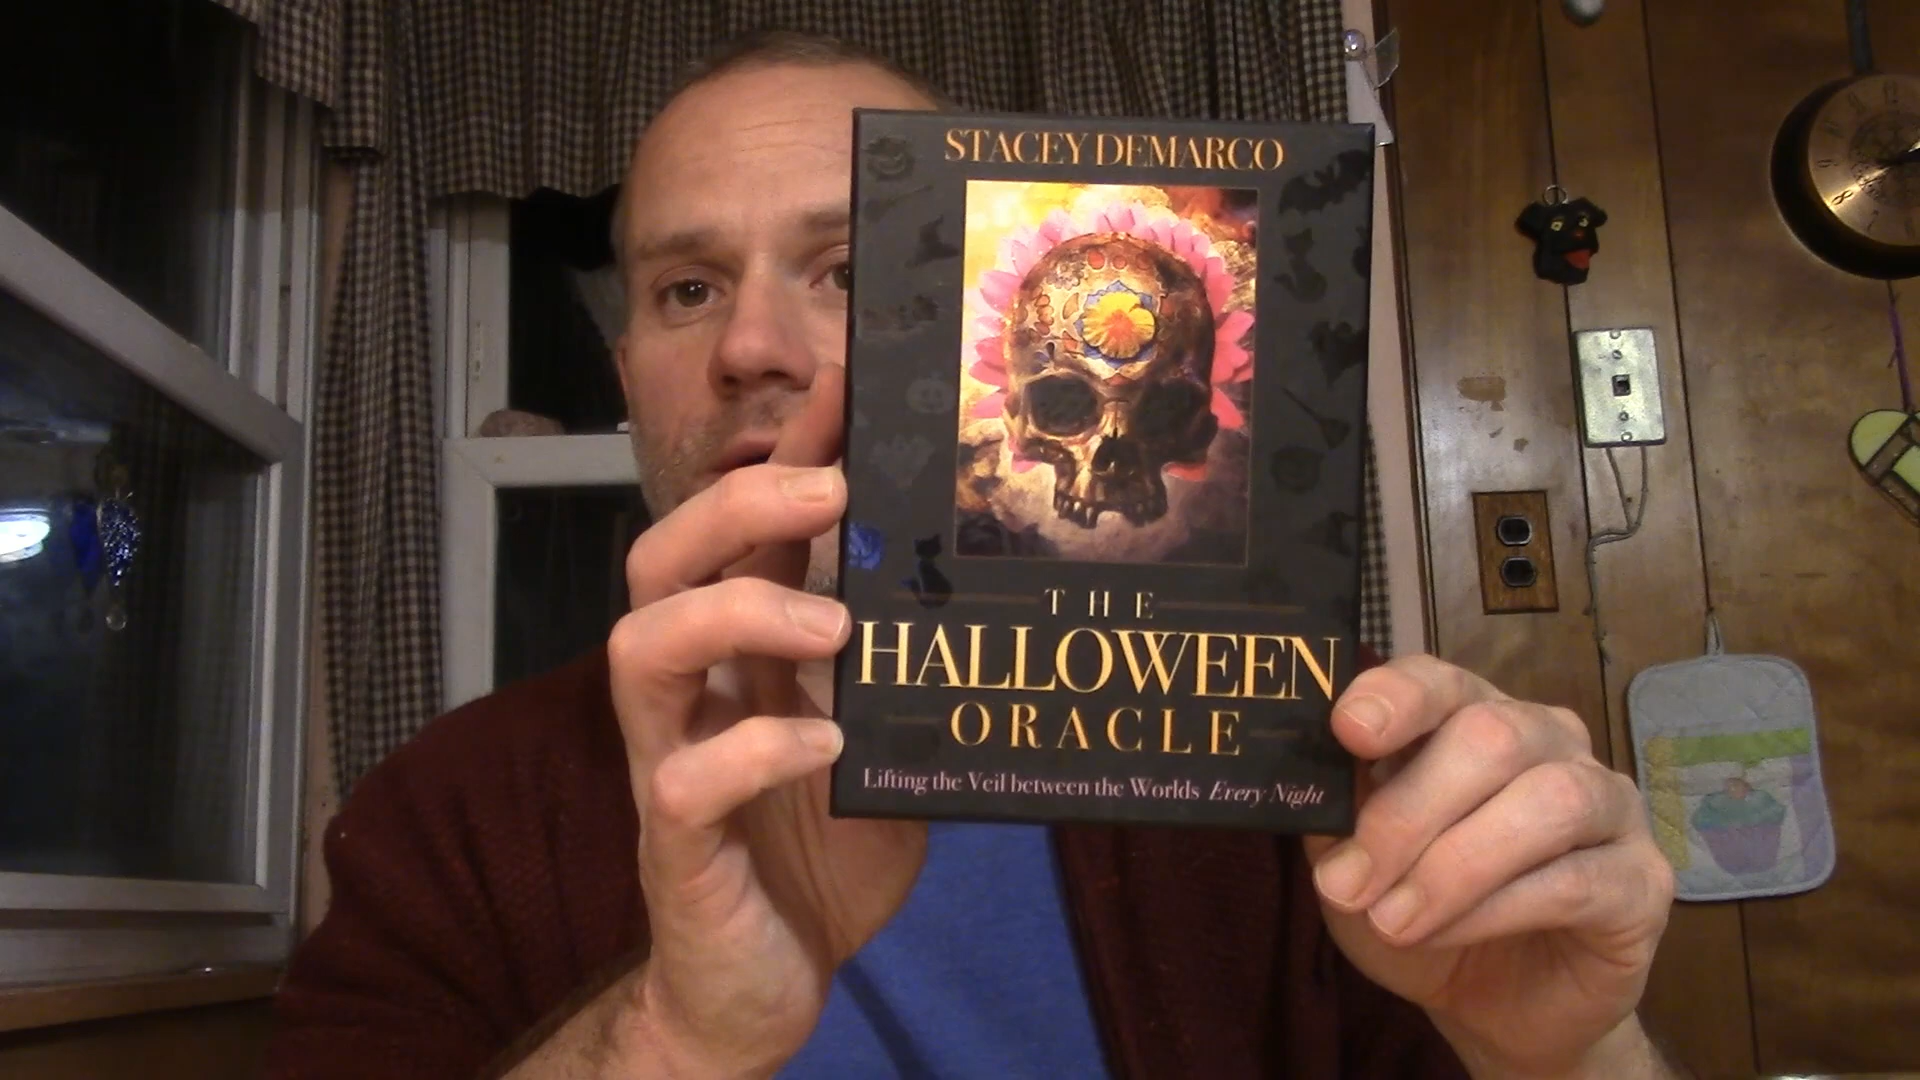 STACEY DEMARCO
THE
HALLOWEEN
ORACLE
Lifting the Veil between the Worlds Every Night